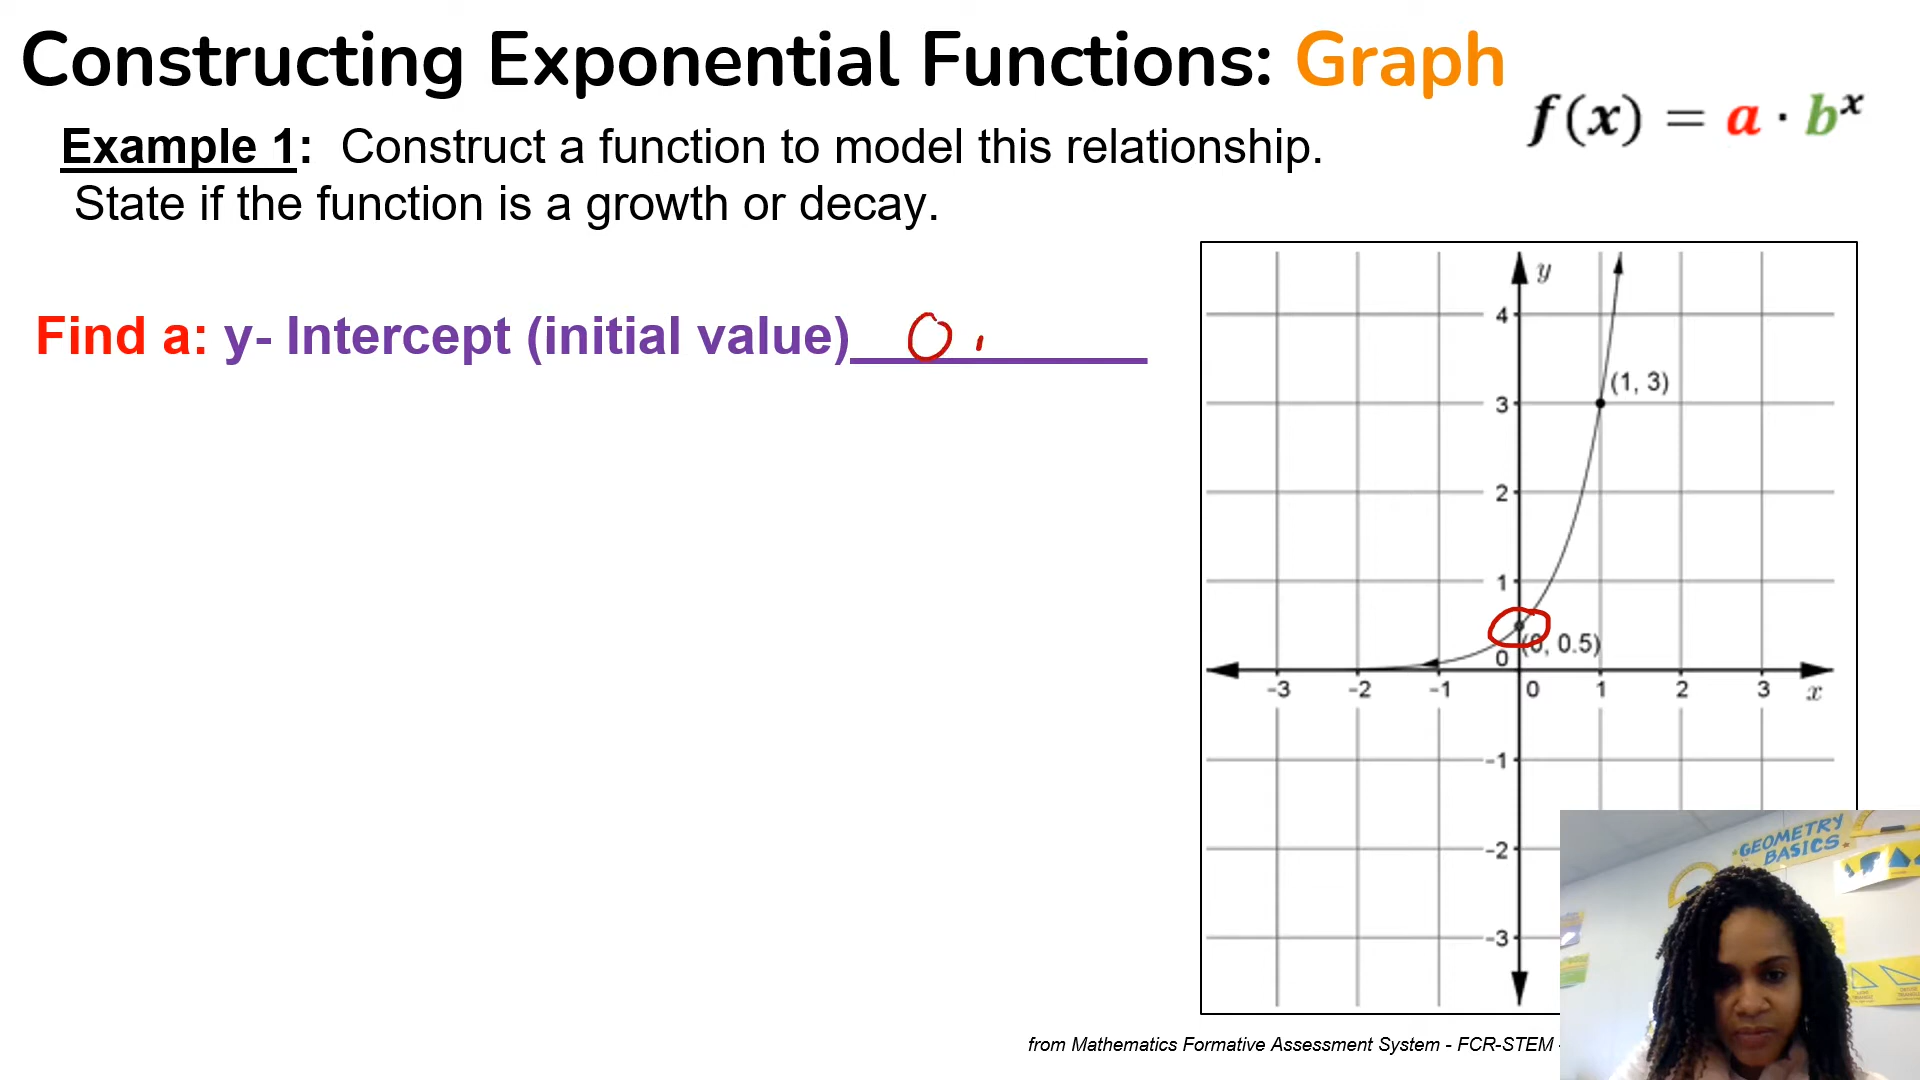 Constructing Exponential Functions: Graph
f(x) = a · b^x
Example 1: Construct a function to model this relationship.
State if the function is a growth or decay.
Find a: y- Intercept (initial value)__________ 0.
y
4
(1, 3)
3
2
1
(0, 0.5)
0
-3 -2 -1 0 1 2 3 x
-1
-2
-3
GEOMETRY
BASICS
from Mathematics Formative Assessment System - FCR-STEM -